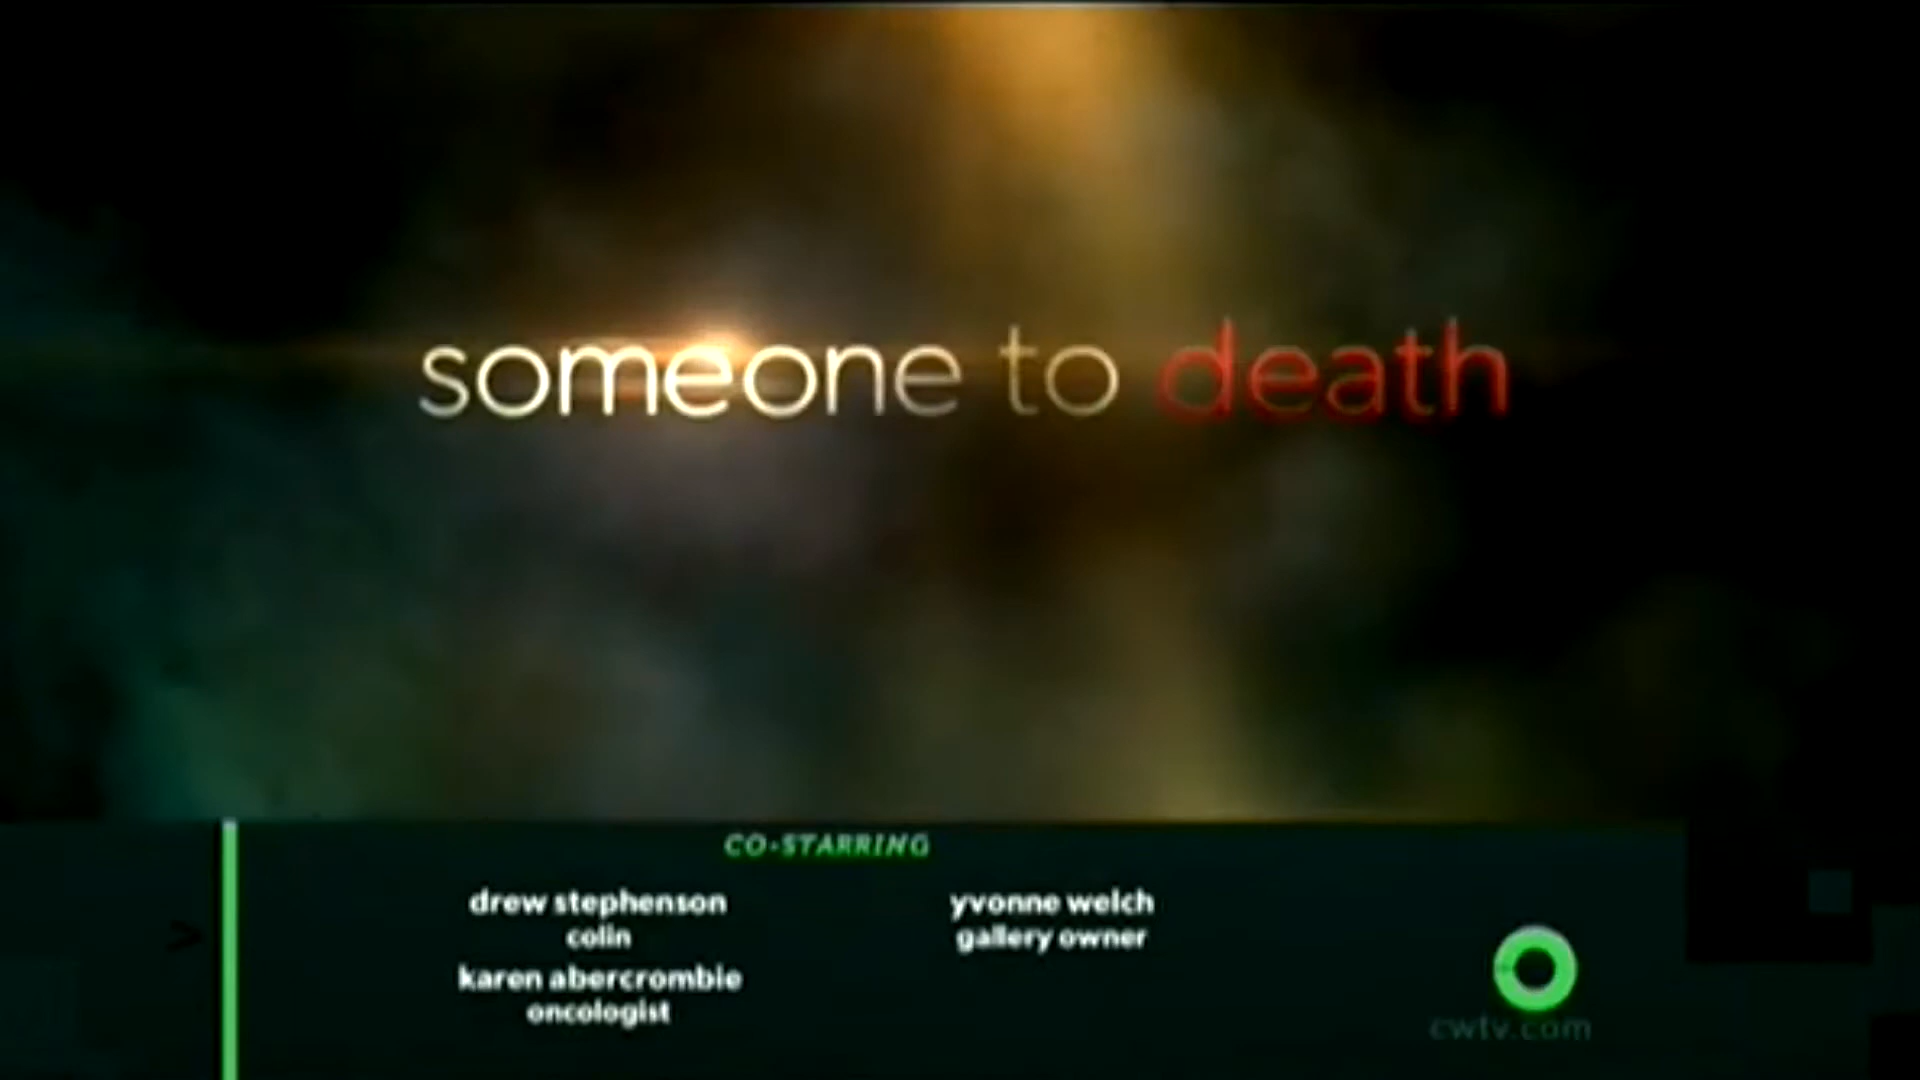 someone to death
CO-STARRING
drew stephenson
colin
karen abercrombie
oncologist
yvonne welch
gallery owner
cwtv.com